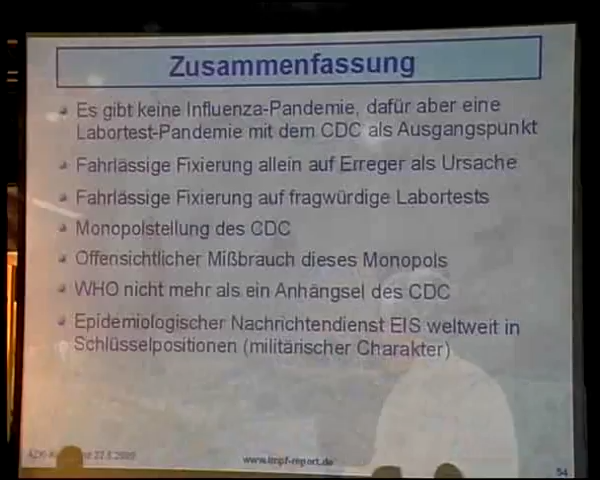 Zusammenfassung
Es gibt keine Influenza-Pandemie, dafür aber eine
Labortest-Pandemie mit dem CDC als Ausgangspunkt
Fahrlässige Fixierung allein auf Erreger als Ursache
Fahrlässige Fixierung auf fragwürdige Labortests
Monopolstellung des CDC
Offensichtlicher Mißbrauch dieses Monopols
WHO nicht mehr als ein Anhängsel des CDC
Epidemiologischer Nachrichtendienst EIS weltweit in
Schlüsselpositionen (militärischer Charakter)
www.impf-report.de
54